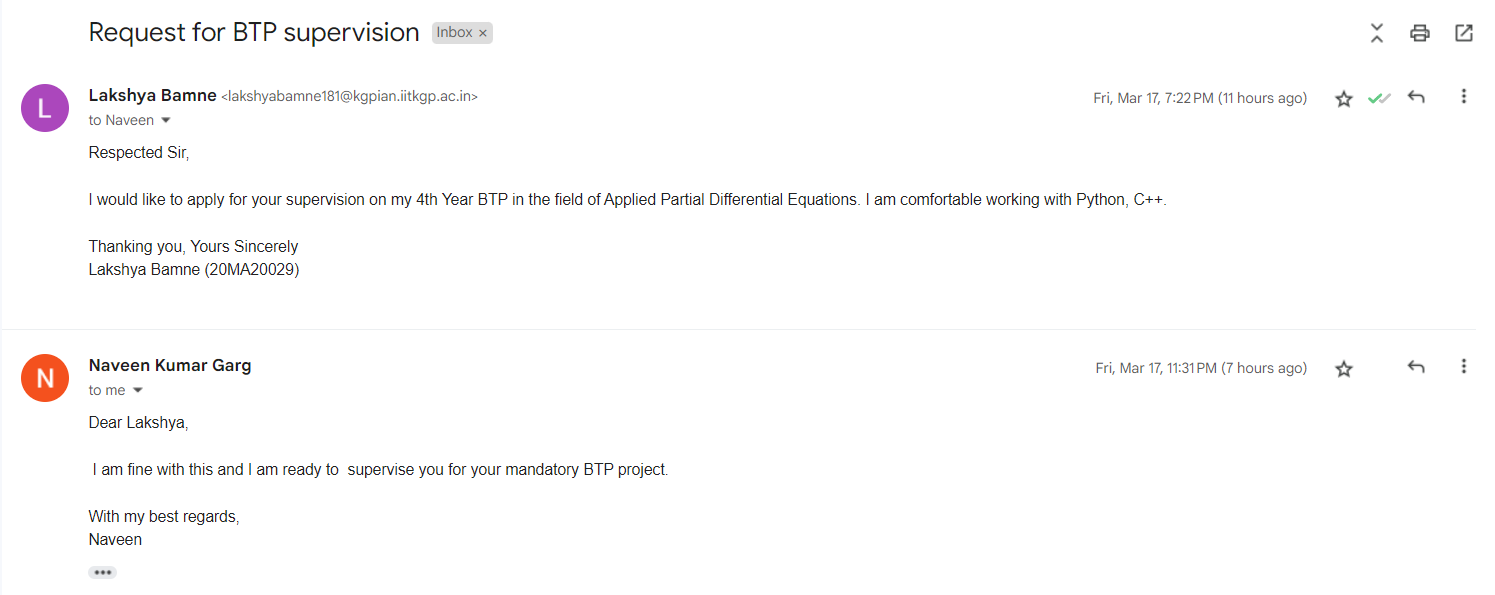 Request for BTP supervision Inbox ×
L
Lakshya Bamne <lakshyabamne181@kgpian.iitkgp.ac.in> Fri, Mar 17, 7:22 PM (11 hours ago)
to Naveen
Respected Sir,
I would like to apply for your supervision on my 4th Year BTP in the field of Applied Partial Differential Equations. I am comfortable working with Python, C++.
Thanking you, Yours Sincerely
Lakshya Bamne (20MA20029)
N
Naveen Kumar Garg Fri, Mar 17, 11:31 PM (7 hours ago)
to me
Dear Lakshya,
I am fine with this and I am ready to  supervise you for your mandatory BTP project.
With my best regards,
Naveen